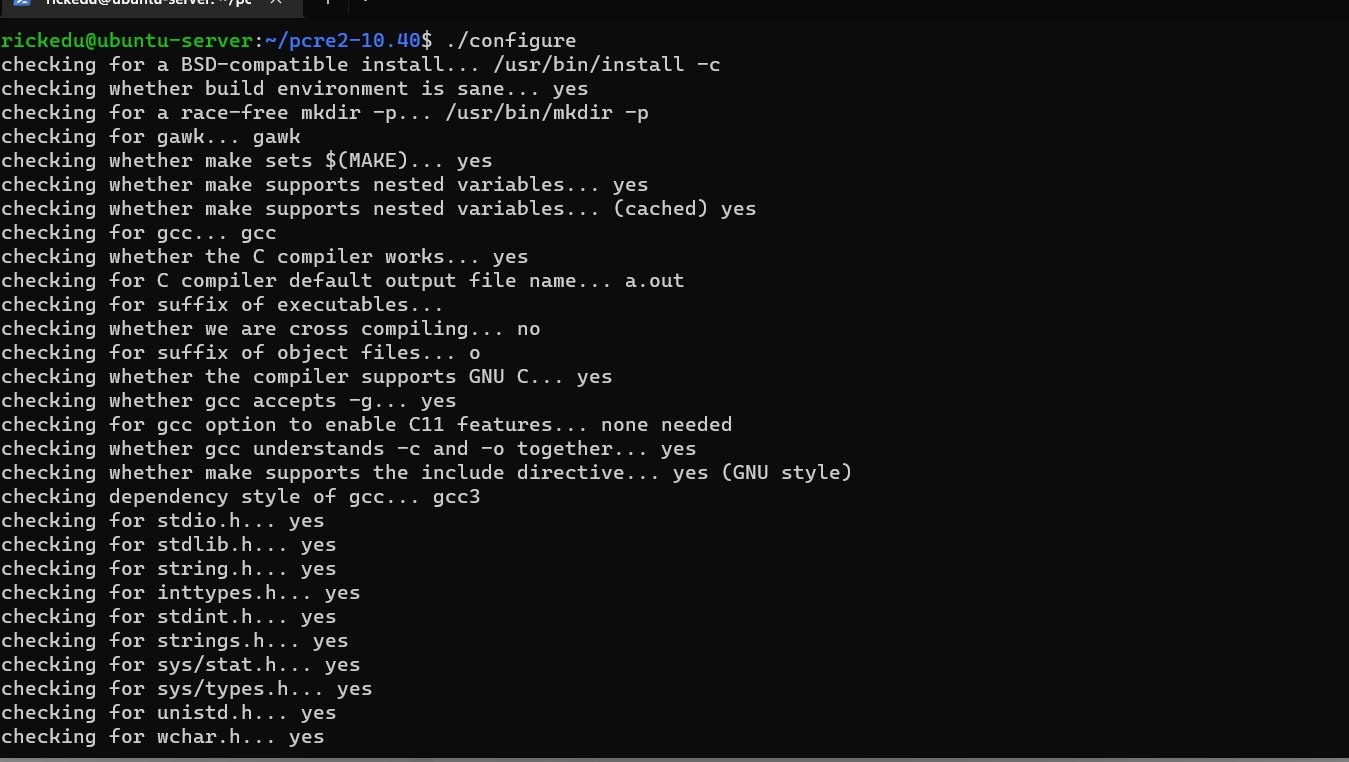 rickedu@ubuntu-server: ~/pc
rickedu@ubuntu-server:~/pcre2-10.40$ ./configure
checking for a BSD-compatible install... /usr/bin/install -c
checking whether build environment is sane... yes
checking for a race-free mkdir -p... /usr/bin/mkdir -p
checking for gawk... gawk
checking whether make sets $(MAKE)... yes
checking whether make supports nested variables... yes
checking whether make supports nested variables... (cached) yes
checking for gcc... gcc
checking whether the C compiler works... yes
checking for C compiler default output file name... a.out
checking for suffix of executables...
checking whether we are cross compiling... no
checking for suffix of object files... o
checking whether the compiler supports GNU C... yes
checking whether gcc accepts -g... yes
checking for gcc option to enable C11 features... none needed
checking whether gcc understands -c and -o together... yes
checking whether make supports the include directive... yes (GNU style)
checking dependency style of gcc... gcc3
checking for stdio.h... yes
checking for stdlib.h... yes
checking for string.h... yes
checking for inttypes.h... yes
checking for stdint.h... yes
checking for strings.h... yes
checking for sys/stat.h... yes
checking for sys/types.h... yes
checking for unistd.h... yes
checking for wchar.h... yes